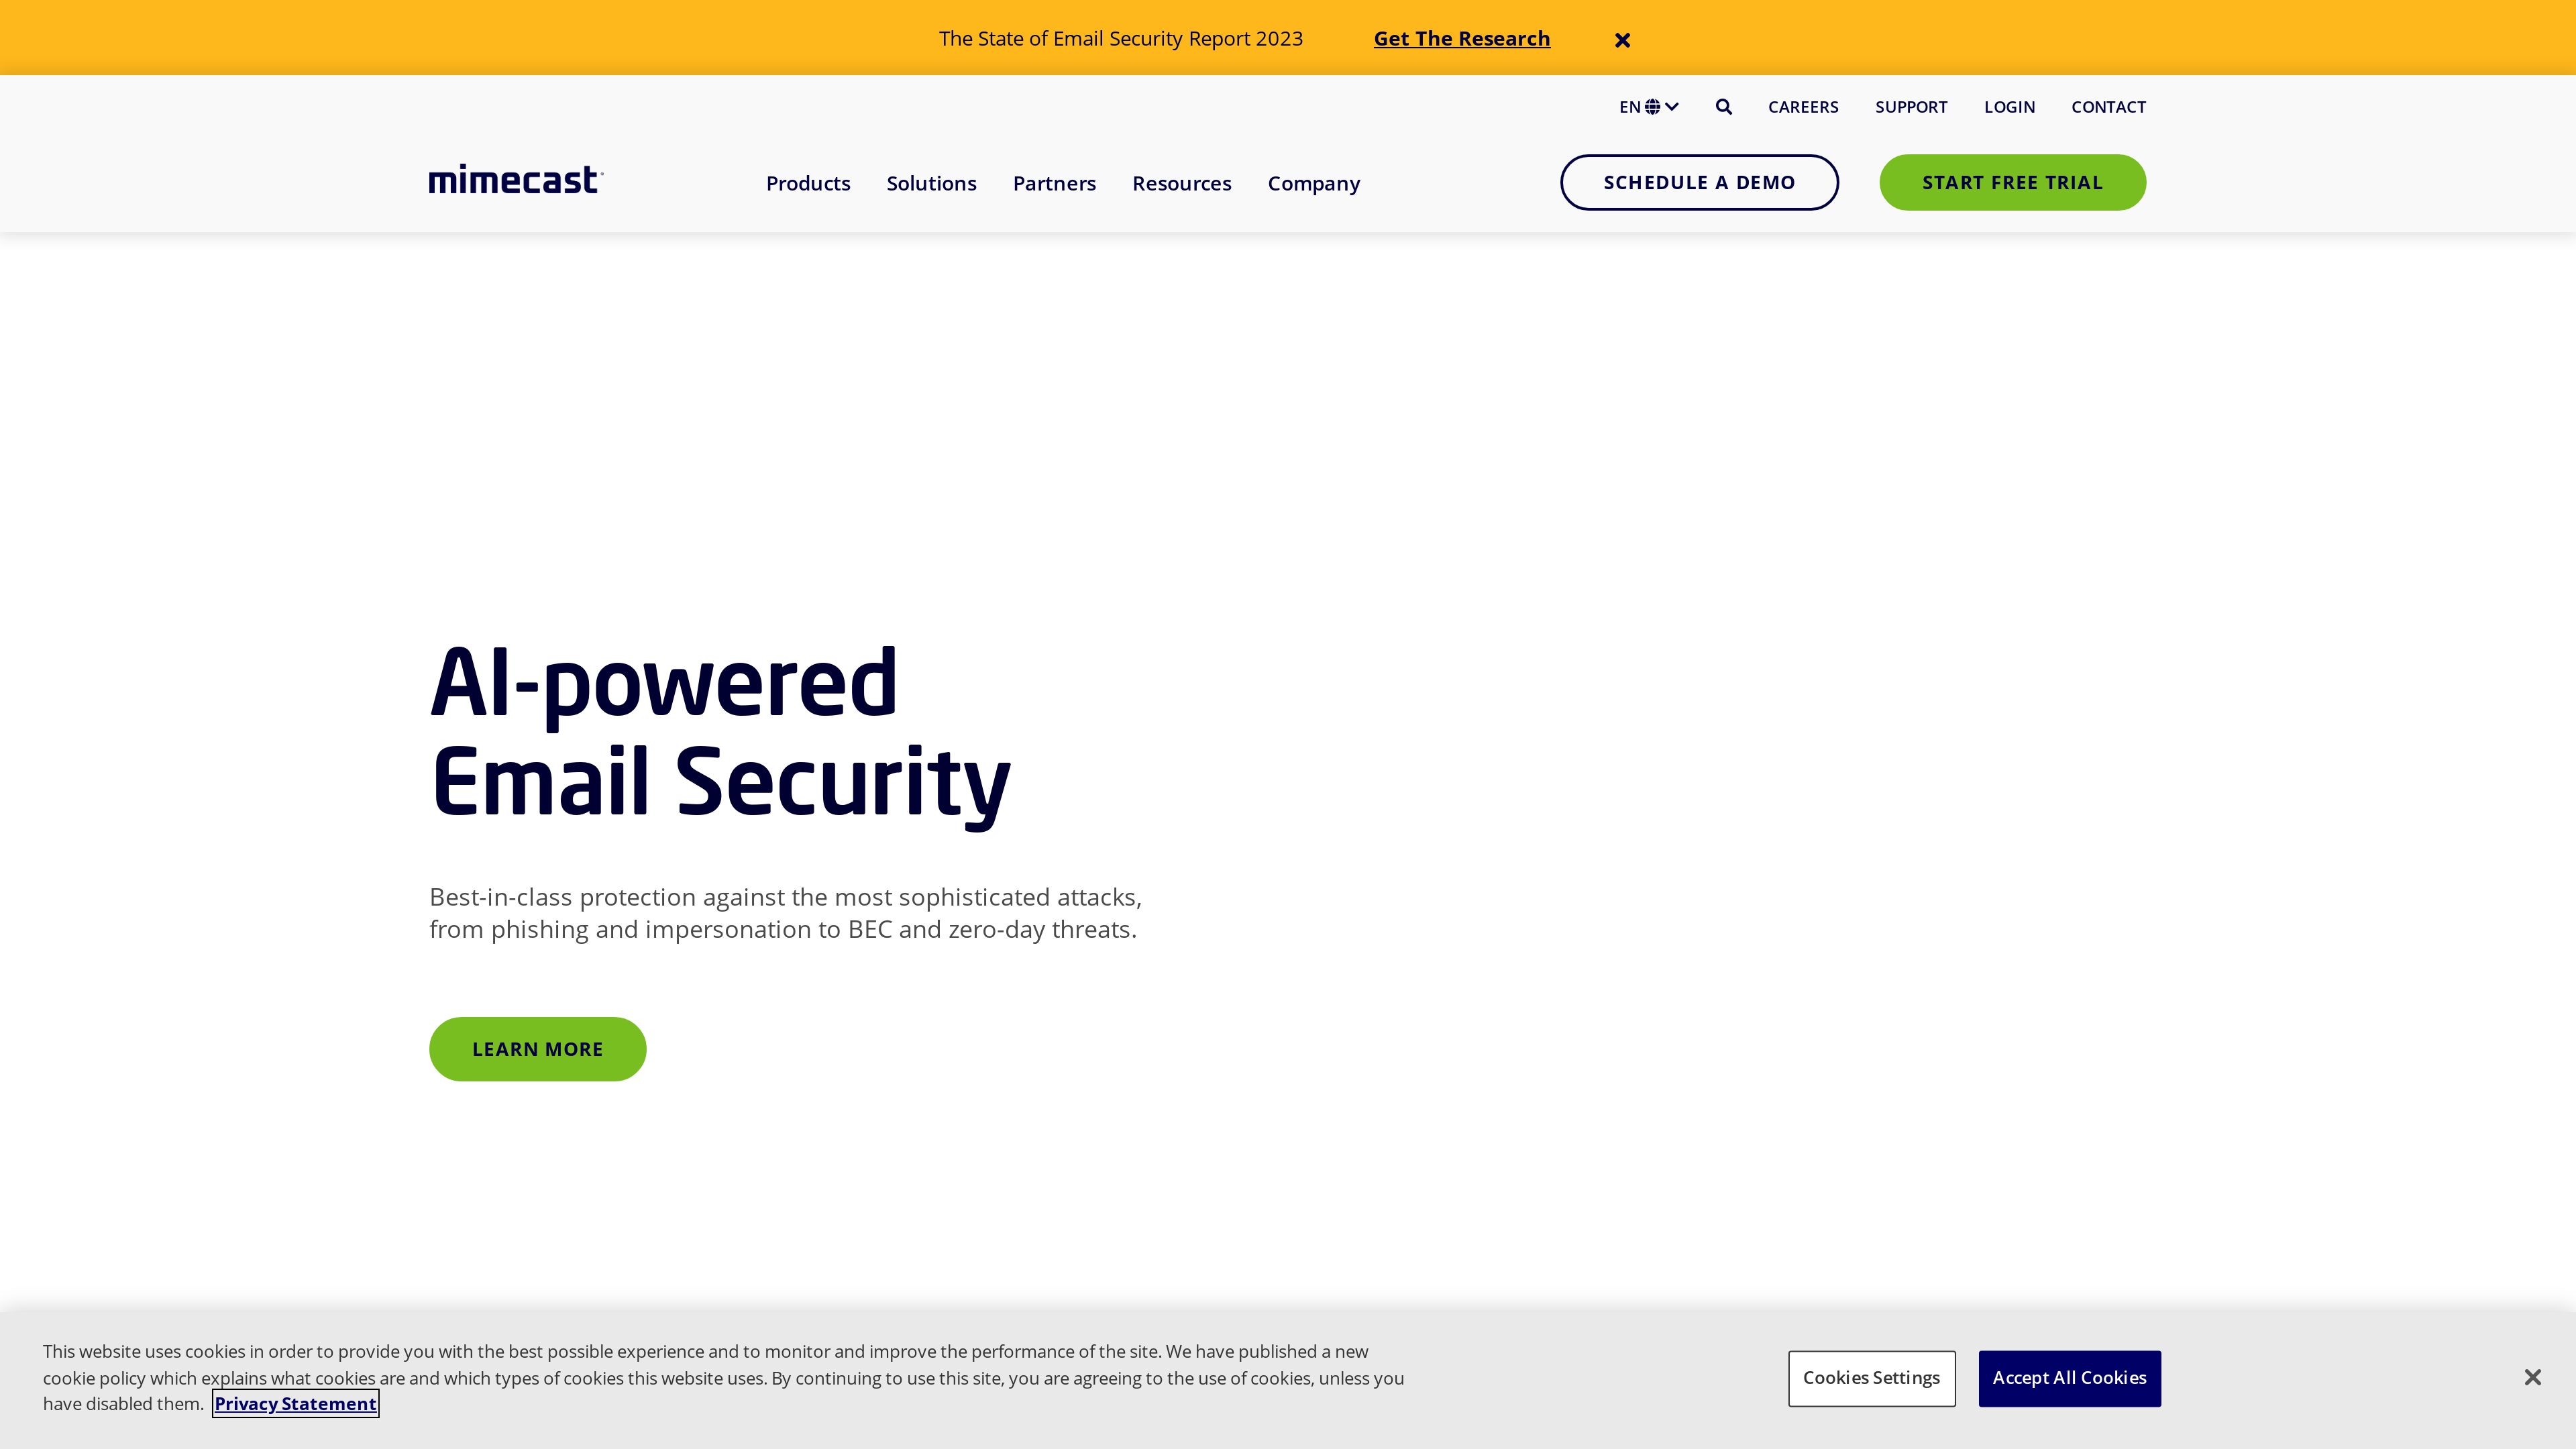 The State of Email Security Report 2023 Get The Research
EN CAREERS SUPPORT LOGIN CONTACT
mimecast Products Solutions Partners Resources Company SCHEDULE A DEMO START FREE TRIAL
AI-powered
Email Security
Best-in-class protection against the most sophisticated attacks,
from phishing and impersonation to BEC and zero-day threats.
LEARN MORE
This website uses cookies in order to provide you with the best possible experience and to monitor and improve the performance of the site. We have published a new
cookie policy which explains what cookies are and which types of cookies this website uses. By continuing to use this site, you are agreeing to the use of cookies, unless you
have disabled them. Privacy Statement
Cookies Settings Accept All Cookies